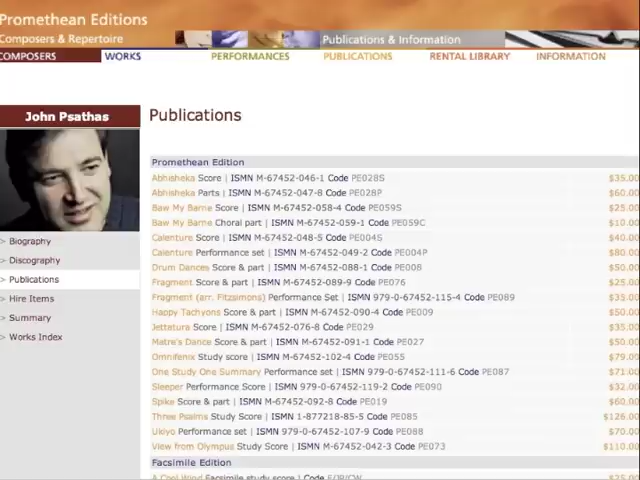 Promethean Editions
Composers & Repertoire
Publications & Information
COMPOSERS
WORKS
PERFORMANCES
PUBLICATIONS
RENTAL LIBRARY
INFORMATION
John Psathas
> Biography
> Discography
> Publications
> Hire Items
> Summary
> Works Index
Publications
Promethean Edition
Abhisheka Score | ISMN M-67452-046-1 Code PE028S $35.00
Abhisheka Parts | ISMN M-67452-047-8 Code PE028P $60.00
Baw My Barne Score | ISMN M-67452-058-4 Code PE059S $25.00
Baw My Barne Choral part | ISMN M-67452-059-1 Code PE059C $10.00
Calenture Score | ISMN M-67452-048-5 Code PE004S $40.00
Calenture Performance set | ISMN M-67452-049-2 Code PE004P $80.00
Drum Dances Score & part | ISMN M-67452-088-1 Code PE008 $50.00
Fragment Score & part | ISMN M-67452-089-9 Code PE076 $25.00
Fragment (arr. Fitzsimons) Performance Set | ISMN 979-0-67452-115-4 Code PE089 $35.00
Happy Tachyons Score & part | ISMN M-67452-090-4 Code PE009 $50.00
Jettatura Score | ISMN M-67452-076-8 Code PE029 $35.00
Matre's Dance Score & part | ISMN M-67452-091-1 Code PE027 $50.00
Omnifenix Study score | ISMN M-67452-102-4 Code PE055 $79.00
One Study One Summary Performance set | ISMN 979-0-67452-111-6 Code PE087 $71.00
Sleeper Performance Score | ISMN 979-0-67452-119-2 Code PE090 $32.00
Spike Score & part | ISMN M-67452-092-8 Code PE019 $60.00
Three Psalms Study Score | ISMN 1-877218-85-5 Code PE085 $126.00
Ukiyo Performance set | ISMN 979-0-67452-107-9 Code PE088 $70.00
View from Olympus Study Score | ISMN M-67452-042-3 Code PE073 $110.00
Facsimile Edition
A Cool Wind Facsimile study score | Code $25.00